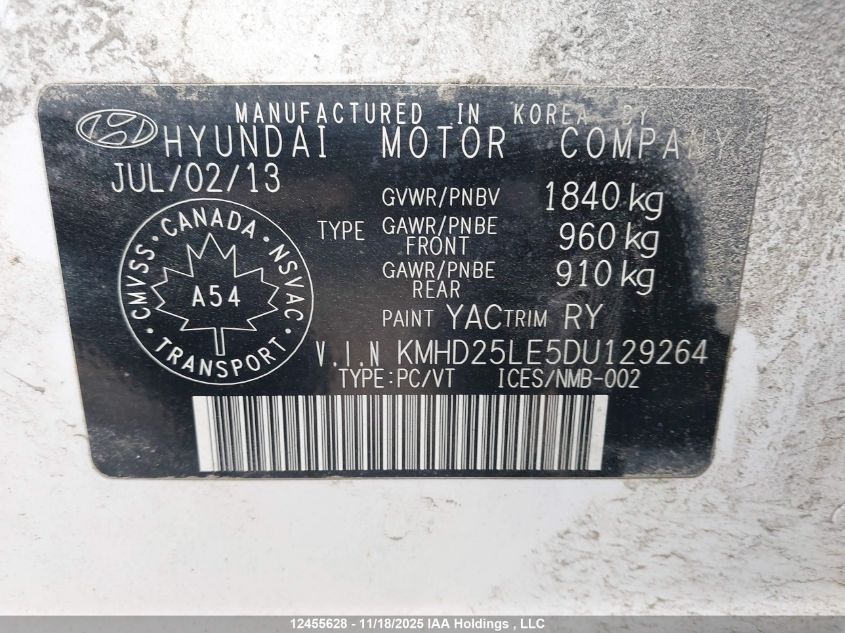 MANUFACTURED IN KOREA BY
HYUNDAI MOTOR COMPANY
JUL/02/13
GVWR/PNBV 1840 kg
TYPE GAWR/PNBE FRONT 960 kg
GAWR/PNBE REAR 910 kg
CMVSS · CANADA · NSVAC · TRANSPORT ·
A54
PAINT YAC TRIM RY
V.I.N KMHD25LE5DU129264
TYPE:PC/VT ICES/NMB-002
12455628 - 11/18/2025 IAA Holdings , LLC